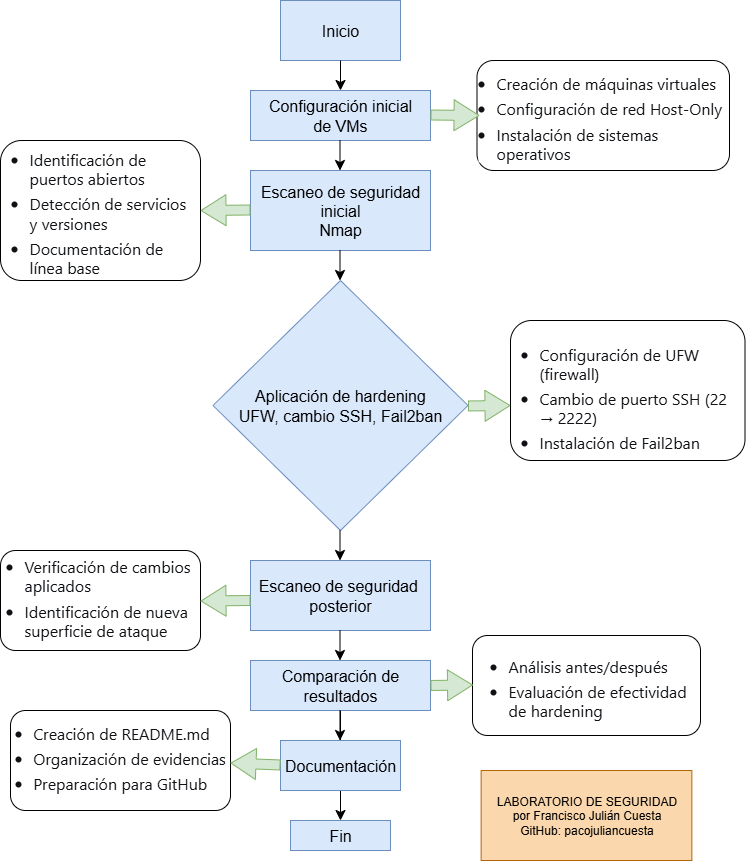 Inicio
Configuración inicial
de VMs
• Creación de máquinas virtuales
• Configuración de red Host-Only
• Instalación de sistemas
operativos
Escaneo de seguridad
inicial
Nmap
• Identificación de
puertos abiertos
• Detección de servicios
y versiones
• Documentación de
línea base
Aplicación de hardening
UFW, cambio SSH, Fail2ban
• Configuración de UFW
(firewall)
• Cambio de puerto SSH (22
→ 2222)
• Instalación de Fail2ban
Escaneo de seguridad
posterior
• Verificación de cambios
aplicados
• Identificación de nueva
superficie de ataque
Comparación de
resultados
• Análisis antes/después
• Evaluación de efectividad
de hardening
Documentación
• Creación de README.md
• Organización de evidencias
• Preparación para GitHub
Fin
LABORATORIO DE SEGURIDAD
por Francisco Julián Cuesta
GitHub: pacojuliancuesta